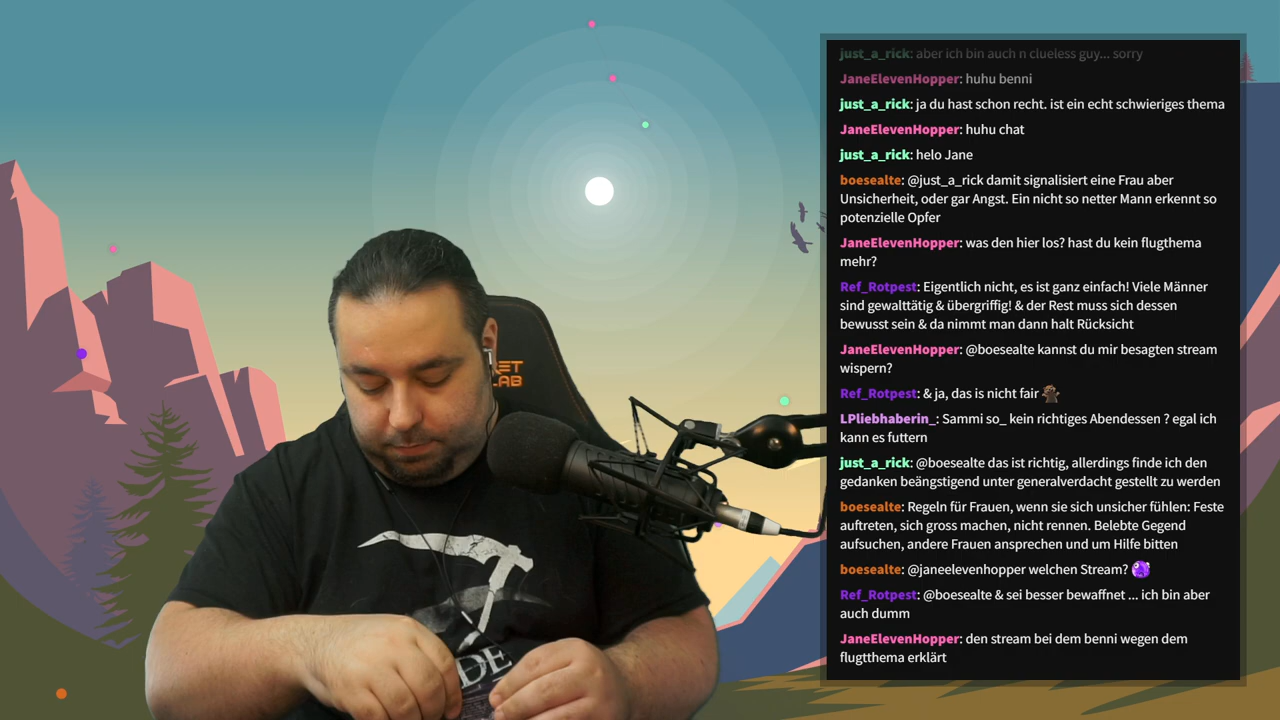 just_a_rick: aber ich bin auch n clueless guy... sorry
JaneElevenHopper: huhu benni
just_a_rick: ja du hast schon recht. ist ein echt schwieriges thema
JaneElevenHopper: huhu chat
just_a_rick: helo Jane
boesealte: @just_a_rick damit signalisiert eine Frau aber
Unsicherheit, oder gar Angst. Ein nicht so netter Mann erkennt so
potenzielle Opfer
JaneElevenHopper: was den hier los? hast du kein flugthema
mehr?
Ref_Rotpest: Eigentlich nicht, es ist ganz einfach! Viele Männer
sind gewalttätig & übergriffig! & der Rest muss sich dessen
bewusst sein & da nimmt man dann halt Rücksicht
JaneElevenHopper: @boesealte kannst du mir besagten stream
wispern?
Ref_Rotpest: & ja, das is nicht fair
LPliebhaberin_: Sammi so_ kein richtiges Abendessen ? egal ich
kann es futtern
just_a_rick: @boesealte das ist richtig, allerdings finde ich den
gedanken beängstigend unter generalverdacht gestellt zu werden
boesealte: Regeln für Frauen, wenn sie sich unsicher fühlen: Feste
auftreten, sich gross machen, nicht rennen. Belebte Gegend
aufsuchen, andere Frauen ansprechen und um Hilfe bitten
boesealte: @janeelevenhopper welchen Stream?
Ref_Rotpest: @boesealte & sei besser bewaffnet ... ich bin aber
auch dumm
JaneElevenHopper: den stream bei dem benni wegen dem
flugtthema erklärt
ET
LAB
DE